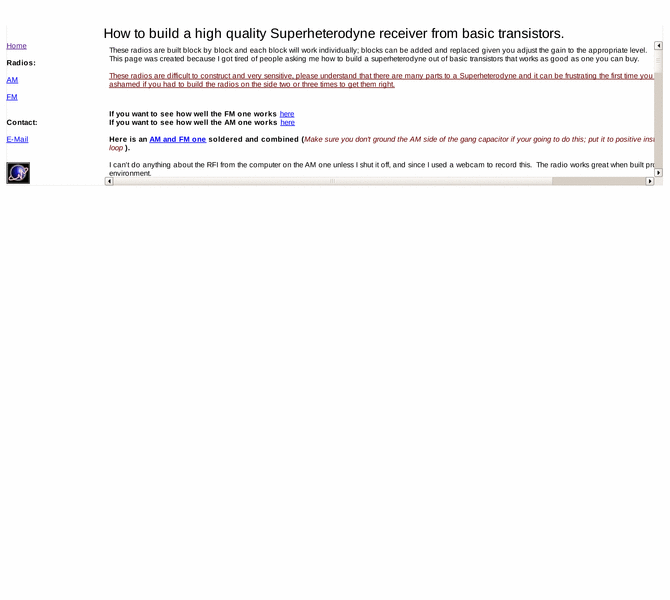 How to build a high quality Superheterodyne receiver from basic transistors.
Home
Radios:
AM
FM
Contact:
E-Mail
These radios are built block by block and each block will work individually; blocks can be added and replaced given you adjust the gain to the appropriate level.
This page was created because I got tired of people asking me how to build a superheterodyne out of basic transistors that works as good as one you can buy.
These radios are difficult to construct and very sensitive, please understand that there are many parts to a Superheterodyne and it can be frustrating the first time you
ashamed if you had to build the radios on the side two or three times to get them right.
If you want to see how well the FM one works here
If you want to see how well the AM one works here
Here is an AM and FM one soldered and combined (Make sure you don't ground the AM side of the gang capacitor if your going to do this; put it to positive
loop ).
I can't do anything about the RFI from the computer on the AM one unless I shut it off, and since I used a webcam to record this. The radio works great when built
environment.